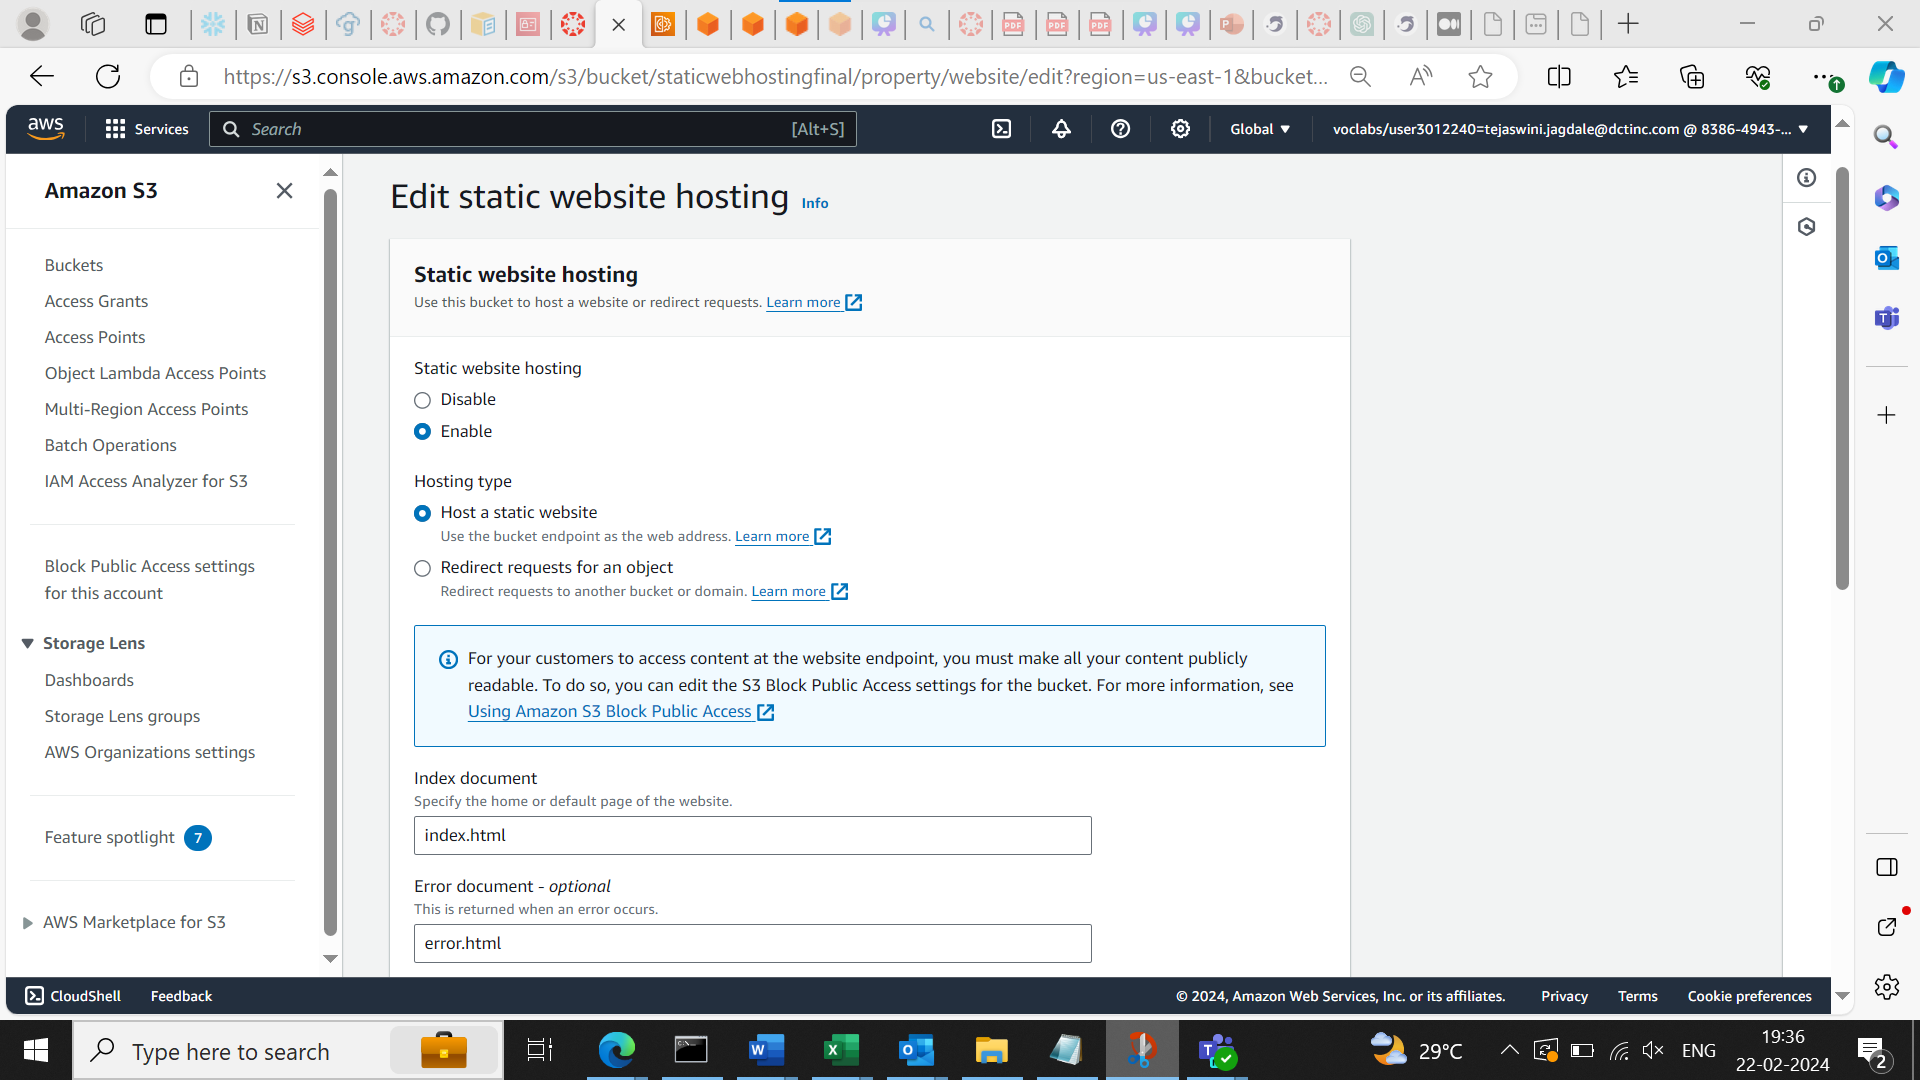 https://s3.console.aws.amazon.com/s3/bucket/staticwebhostingfinal/property/website/edit?region=us-east-1&bucket...
aws
Services
Search
[Alt+S]
Global
voclabs/user3012240=tejaswini.jagdale@dctinc.com @ 8386-4943-...
Amazon S3
Buckets
Access Grants
Access Points
Object Lambda Access Points
Multi-Region Access Points
Batch Operations
IAM Access Analyzer for S3
Block Public Access settings
for this account
Storage Lens
Dashboards
Storage Lens groups
AWS Organizations settings
Feature spotlight 7
AWS Marketplace for S3
Edit static website hosting Info
Static website hosting
Use this bucket to host a website or redirect requests. Learn more
Static website hosting
Disable
Enable
Hosting type
Host a static website
Use the bucket endpoint as the web address. Learn more
Redirect requests for an object
Redirect requests to another bucket or domain. Learn more
For your customers to access content at the website endpoint, you must make all your content publicly
readable. To do so, you can edit the S3 Block Public Access settings for the bucket. For more information, see
Using Amazon S3 Block Public Access
Index document
Specify the home or default page of the website.
index.html
Error document - optional
This is returned when an error occurs.
error.html
CloudShell
Feedback
© 2024, Amazon Web Services, Inc. or its affiliates.
Privacy
Terms
Cookie preferences
Type here to search
29°C
ENG
19:36
22-02-2024
2